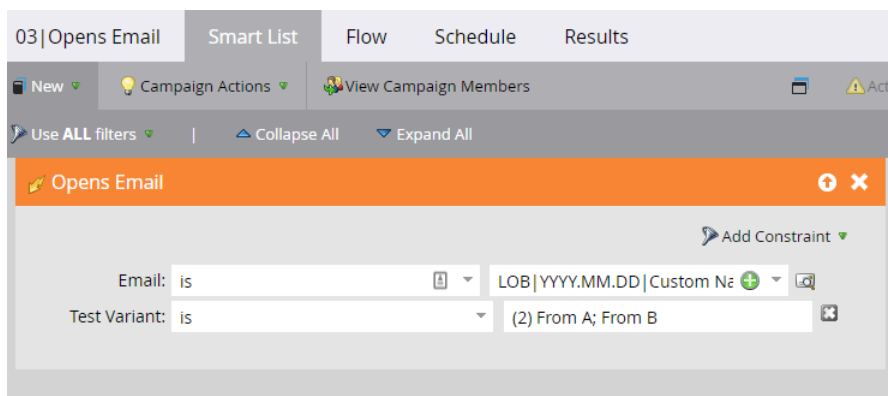 03|Opens Email Smart List Flow Schedule Results
New Campaign Actions View Campaign Members
Use ALL filters | Collapse All Expand All
Opens Email
Add Constraint
Email: is LOB|YYYY.MM.DD|Custom
Test Variant: is (2) From A; From B